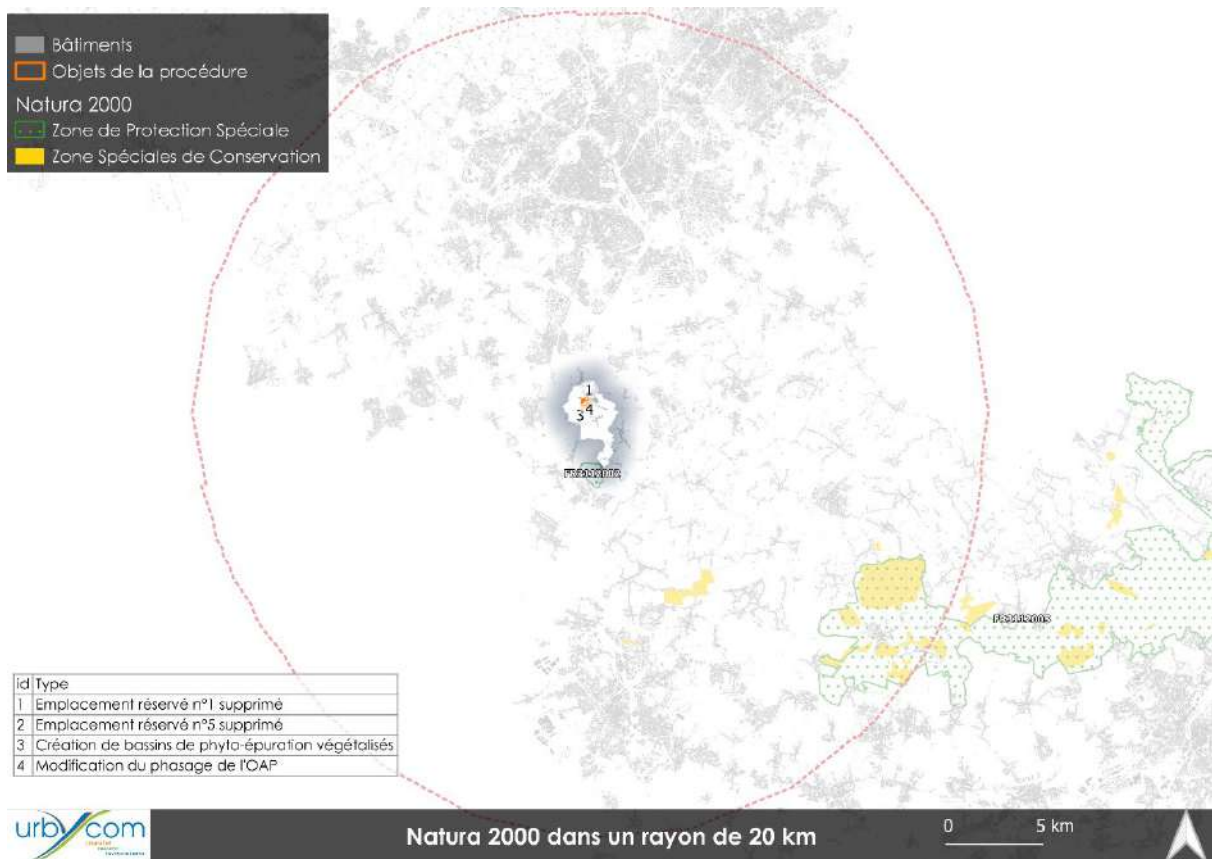 Bâtiments
Objets de la procédure
Natura 2000
Zone de Protection Spéciale
Zone Spéciales de Conservation
1
4
3
FR3112002
FR3112005
id Type
1 Emplacement réservé n°1 supprimé
2 Emplacement réservé n°5 supprimé
3 Création de bassins de phyto-épuration végétalisés
4 Modification du phasage de l'OAP
urbycom
Natura 2000 dans un rayon de 20 km
0 5 km